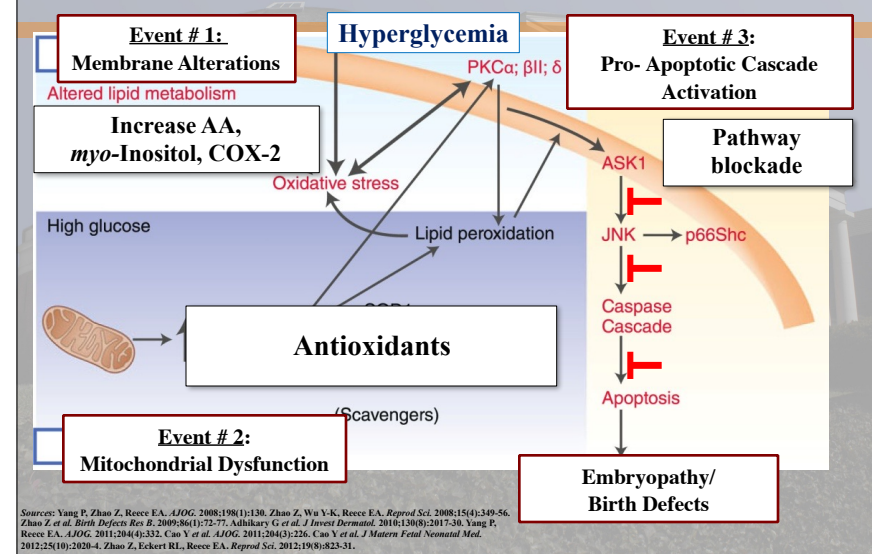 Event # 1:
Membrane Alterations
Hyperglycemia
Event # 3:
Pro- Apoptotic Cascade
Activation
PKCα; βII; δ
Altered lipid metabolism
Increase AA,
myo-Inositol, COX-2
Pathway
blockade
ASK1
Oxidative stress
High glucose
Lipid peroxidation
JNK
p66Shc
Caspase
Cascade
Antioxidants
Apoptosis
(Scavengers)
Event # 2:
Mitochondrial Dysfunction
Embryopathy/
Birth Defects
Sources: Yang P, Zhao Z, Reece EA. AJOG. 2008;198(1):130. Zhao Z, Wu Y-K, Reece EA. Reprod Sci. 2008;15(4):349-56.
Zhao Z et al. Birth Defects Res B. 2009;86(1):72-77. Adhikary G et al. J Invest Dermatol. 2010;130(8):2017-30. Yang P,
Reece EA. AJOG. 2011;204(4):332. Cao Y et al. AJOG. 2011;204(3):226. Cao Y et al. J Matern Fetal Neonatal Med.
2012;25(10):2020-4. Zhao Z, Eckert RL, Reece EA. Reprod Sci. 2012;19(8):823-31.